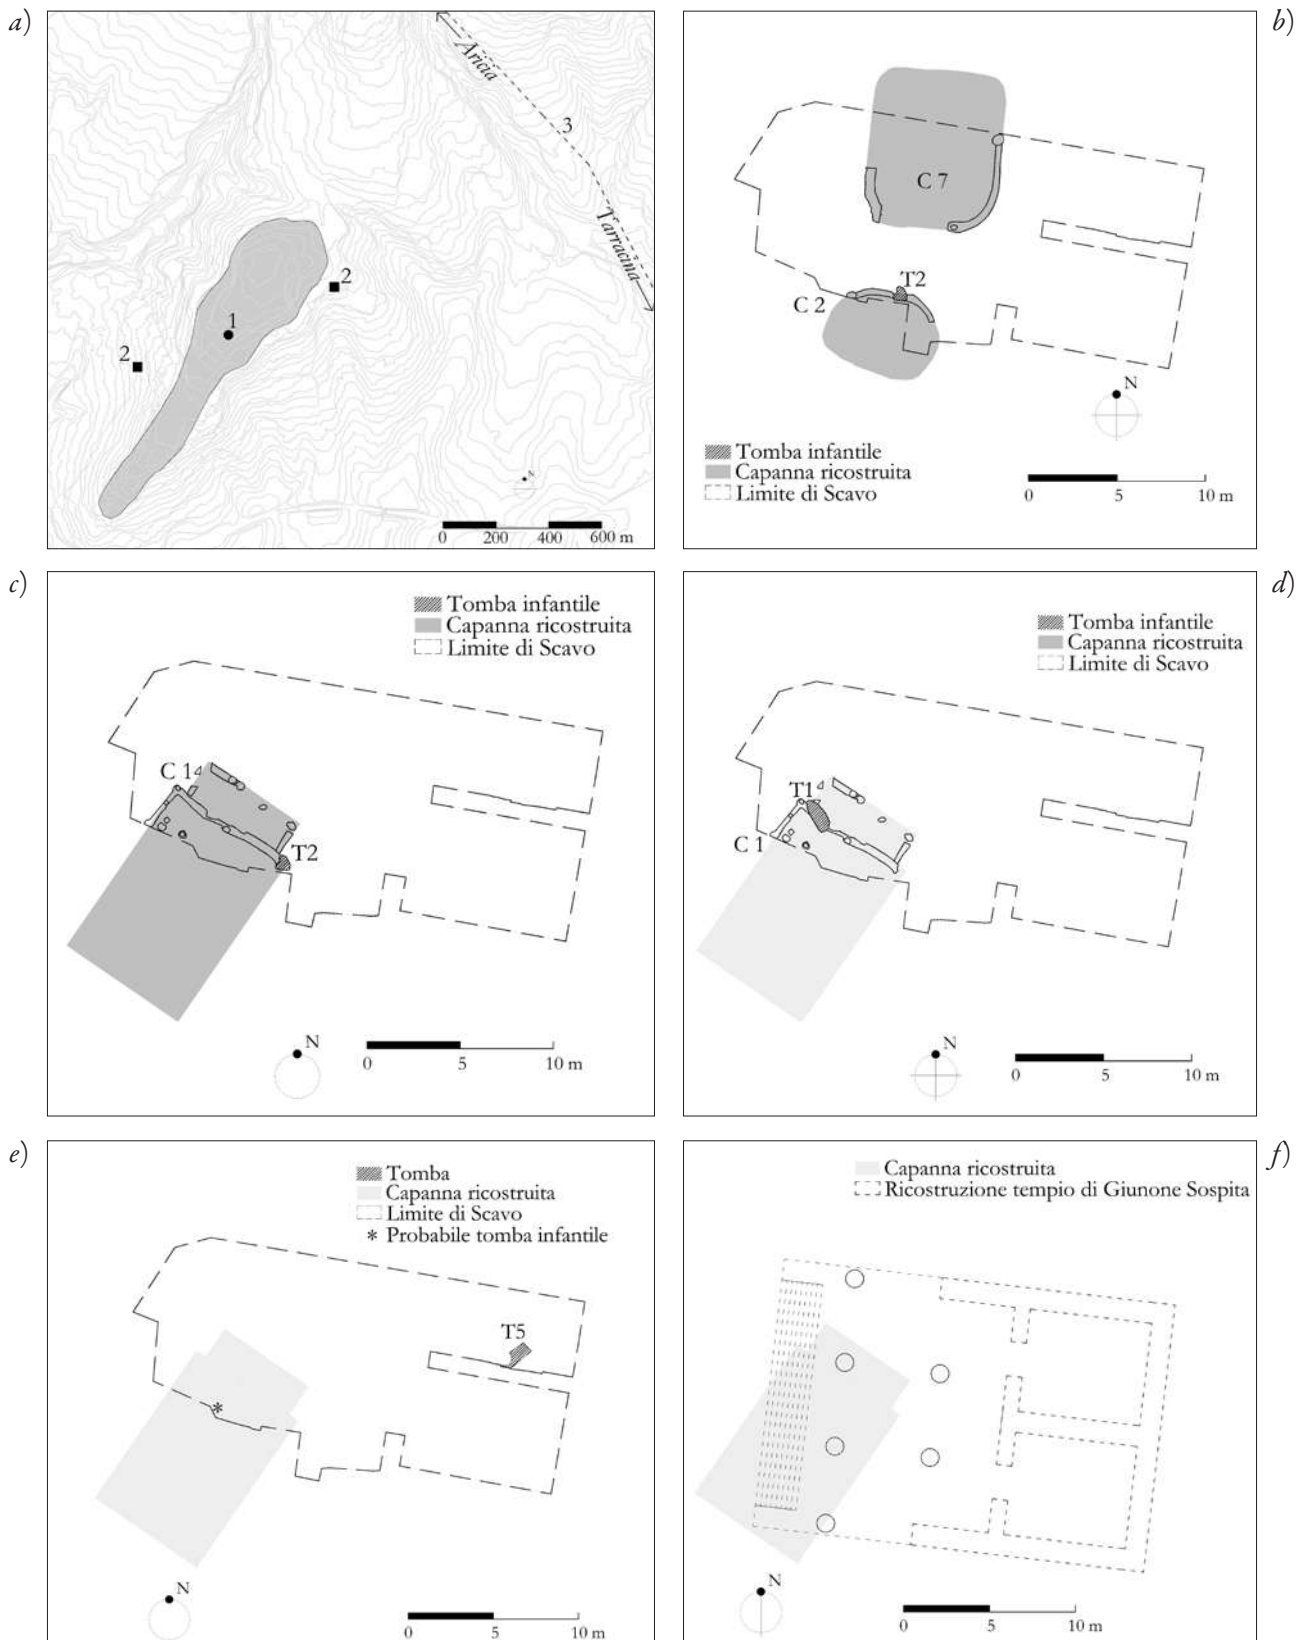 a)
Aricia
3
Tarracina
2
1
2
N
0 200 400 600 m
b)
C 7
T2
C 2
N
Tomba infantile
Capanna ricostruita
Limite di Scavo
0 5 10 m
c)
Tomba infantile
Capanna ricostruita
Limite di Scavo
C 1
T2
N
0 5 10 m
d)
Tomba infantile
Capanna ricostruita
Limite di Scavo
T1
C 1
N
0 5 10 m
e)
Tomba
Capanna ricostruita
Limite di Scavo
* Probabile tomba infantile
T5
*
N
0 5 10 m
f)
Capanna ricostruita
Ricostruzione tempio di Giunone Sospita
N
0 5 10 m